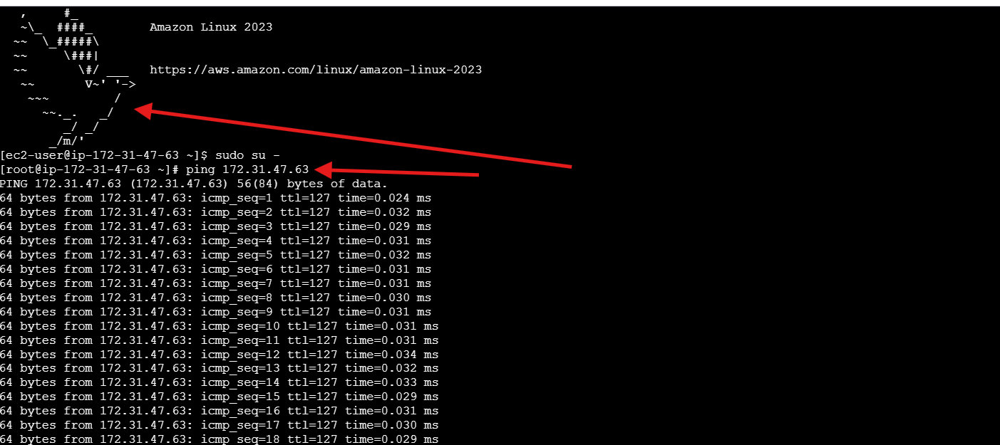 ,     #_
   ~\_  ####_        Amazon Linux 2023
  ~~  \_#####\
  ~~     \###|
  ~~       \#/ ___   https://aws.amazon.com/linux/amazon-linux-2023
   ~~       V~' '->
    ~~~         /
      ~~._.   _/
         _/ _/
       _/m/'
[ec2-user@ip-172-31-47-63 ~]$ sudo su -
[root@ip-172-31-47-63 ~]# ping 172.31.47.63
PING 172.31.47.63 (172.31.47.63) 56(84) bytes of data.
64 bytes from 172.31.47.63: icmp_seq=1 ttl=127 time=0.024 ms
64 bytes from 172.31.47.63: icmp_seq=2 ttl=127 time=0.032 ms
64 bytes from 172.31.47.63: icmp_seq=3 ttl=127 time=0.029 ms
64 bytes from 172.31.47.63: icmp_seq=4 ttl=127 time=0.031 ms
64 bytes from 172.31.47.63: icmp_seq=5 ttl=127 time=0.032 ms
64 bytes from 172.31.47.63: icmp_seq=6 ttl=127 time=0.031 ms
64 bytes from 172.31.47.63: icmp_seq=7 ttl=127 time=0.031 ms
64 bytes from 172.31.47.63: icmp_seq=8 ttl=127 time=0.030 ms
64 bytes from 172.31.47.63: icmp_seq=9 ttl=127 time=0.031 ms
64 bytes from 172.31.47.63: icmp_seq=10 ttl=127 time=0.031 ms
64 bytes from 172.31.47.63: icmp_seq=11 ttl=127 time=0.031 ms
64 bytes from 172.31.47.63: icmp_seq=12 ttl=127 time=0.034 ms
64 bytes from 172.31.47.63: icmp_seq=13 ttl=127 time=0.032 ms
64 bytes from 172.31.47.63: icmp_seq=14 ttl=127 time=0.033 ms
64 bytes from 172.31.47.63: icmp_seq=15 ttl=127 time=0.029 ms
64 bytes from 172.31.47.63: icmp_seq=16 ttl=127 time=0.031 ms
64 bytes from 172.31.47.63: icmp_seq=17 ttl=127 time=0.030 ms
64 bytes from 172.31.47.63: icmp_seq=18 ttl=127 time=0.029 ms